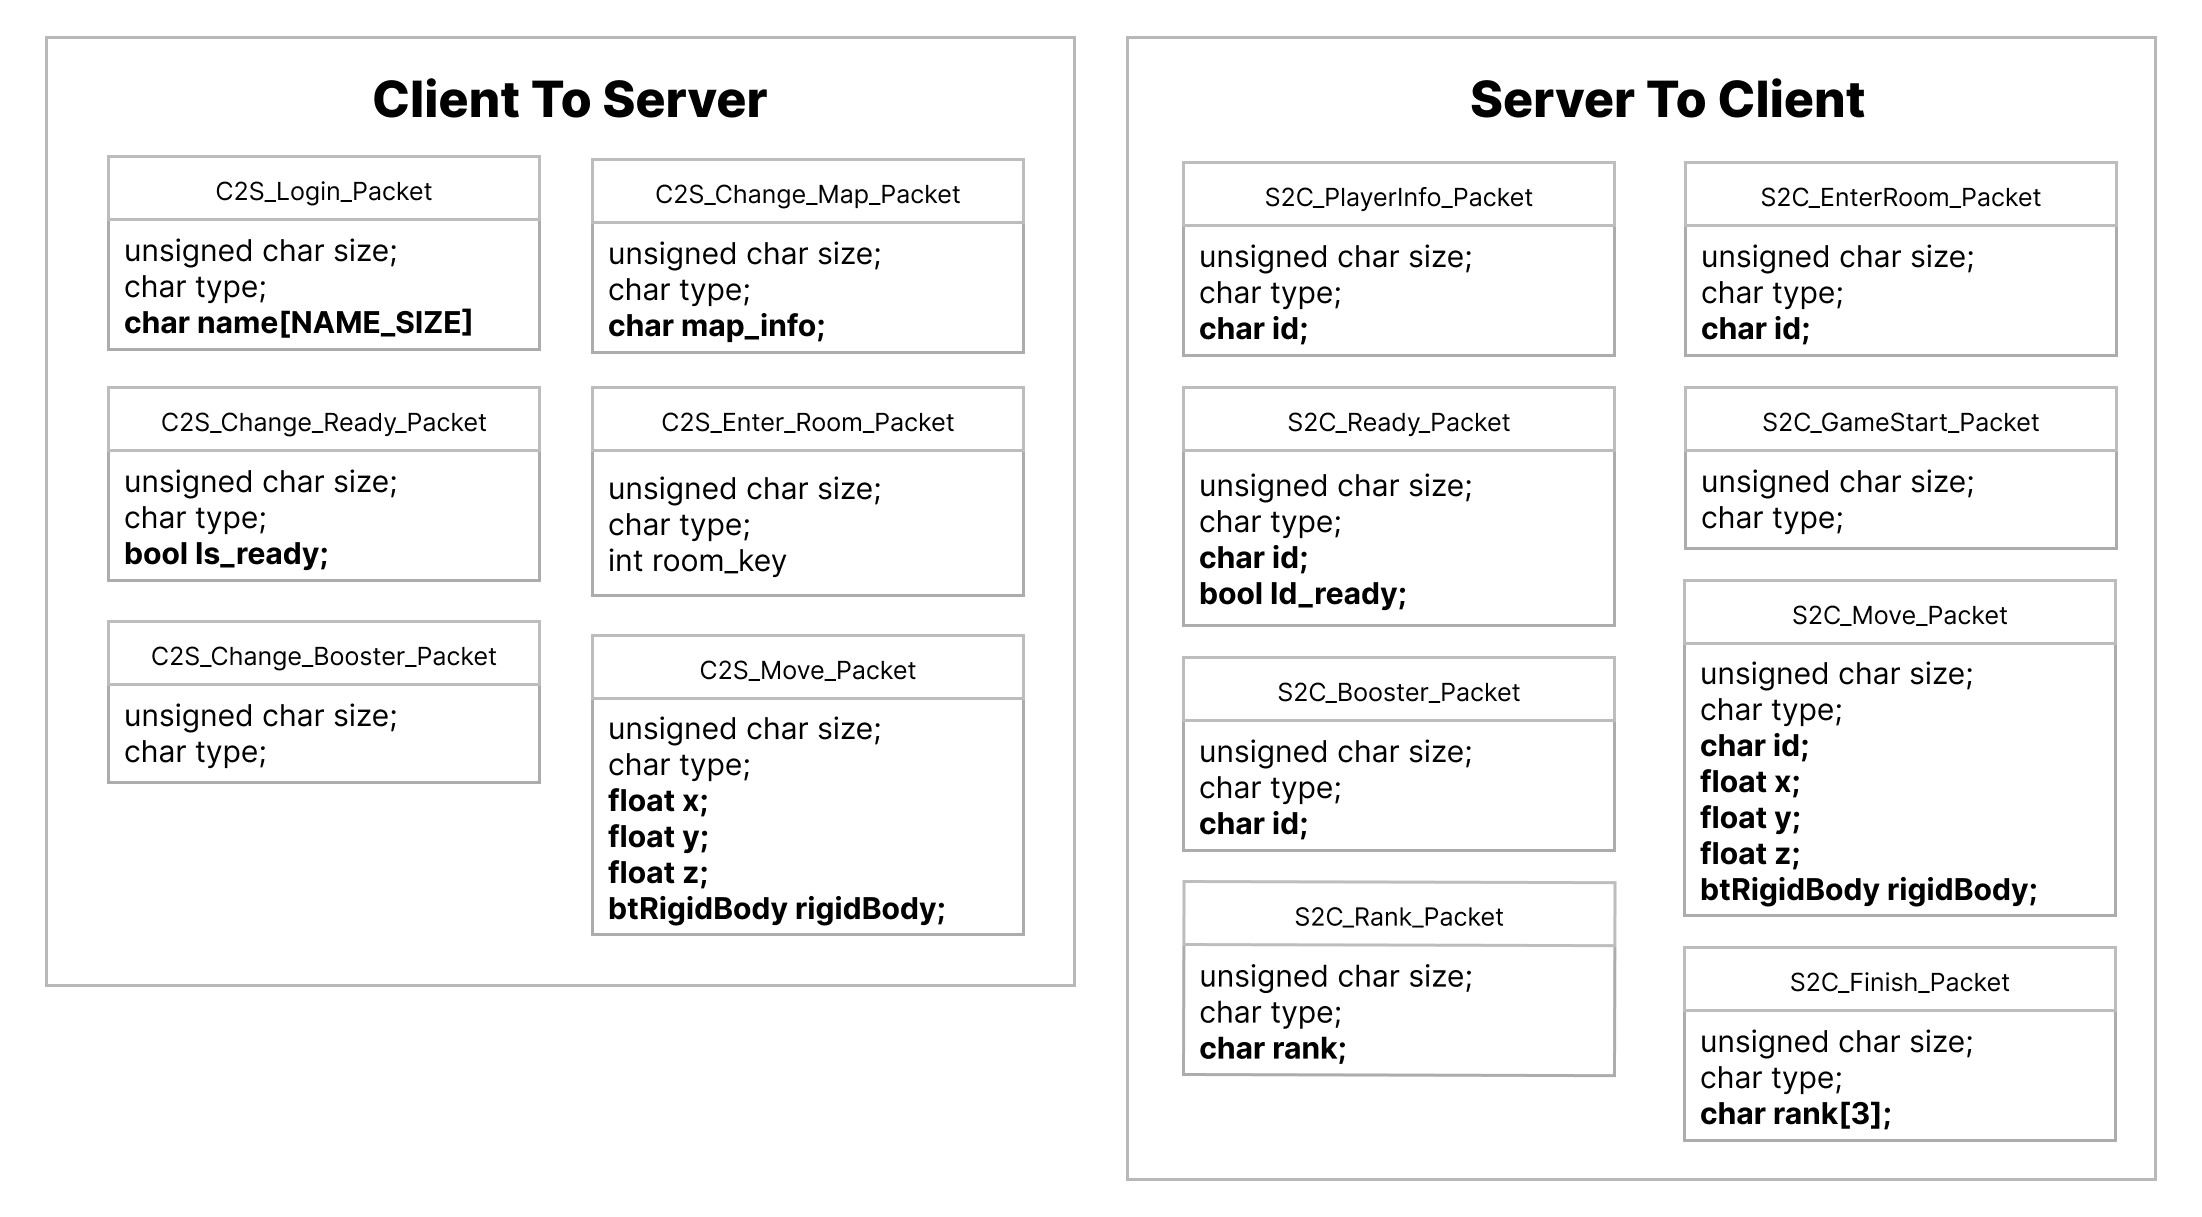 Client To Server
C2S_Login_Packet
unsigned char size;
char type;
char name[NAME_SIZE]
C2S_Change_Map_Packet
unsigned char size;
char type;
char map_info;
C2S_Change_Ready_Packet
unsigned char size;
char type;
bool Is_ready;
C2S_Enter_Room_Packet
unsigned char size;
char type;
int room_key
C2S_Change_Booster_Packet
unsigned char size;
char type;
C2S_Move_Packet
unsigned char size;
char type;
float x;
float y;
float z;
btRigidBody rigidBody;
Server To Client
S2C_PlayerInfo_Packet
unsigned char size;
char type;
char id;
S2C_EnterRoom_Packet
unsigned char size;
char type;
char id;
S2C_Ready_Packet
unsigned char size;
char type;
char id;
bool Id_ready;
S2C_GameStart_Packet
unsigned char size;
char type;
S2C_Booster_Packet
unsigned char size;
char type;
char id;
S2C_Move_Packet
unsigned char size;
char type;
char id;
float x;
float y;
float z;
btRigidBody rigidBody;
S2C_Rank_Packet
unsigned char size;
char type;
char rank;
S2C_Finish_Packet
unsigned char size;
char type;
char rank[3];